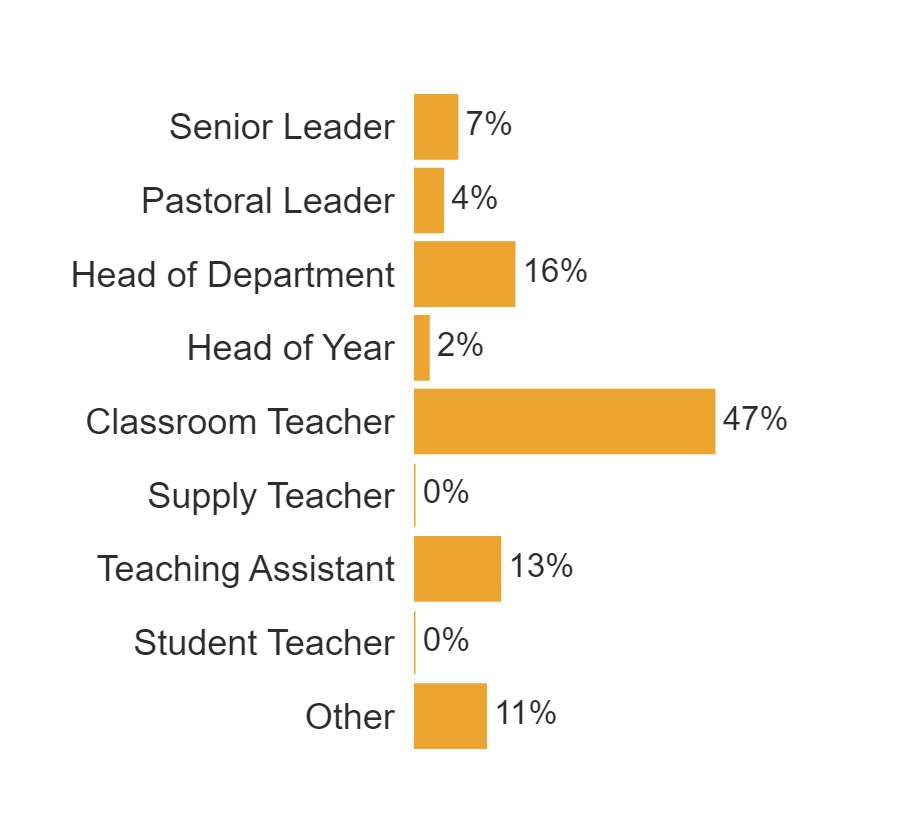 Senior Leader 7%
Pastoral Leader 4%
Head of Department 16%
Head of Year 2%
Classroom Teacher 47%
Supply Teacher 0%
Teaching Assistant 13%
Student Teacher 0%
Other 11%